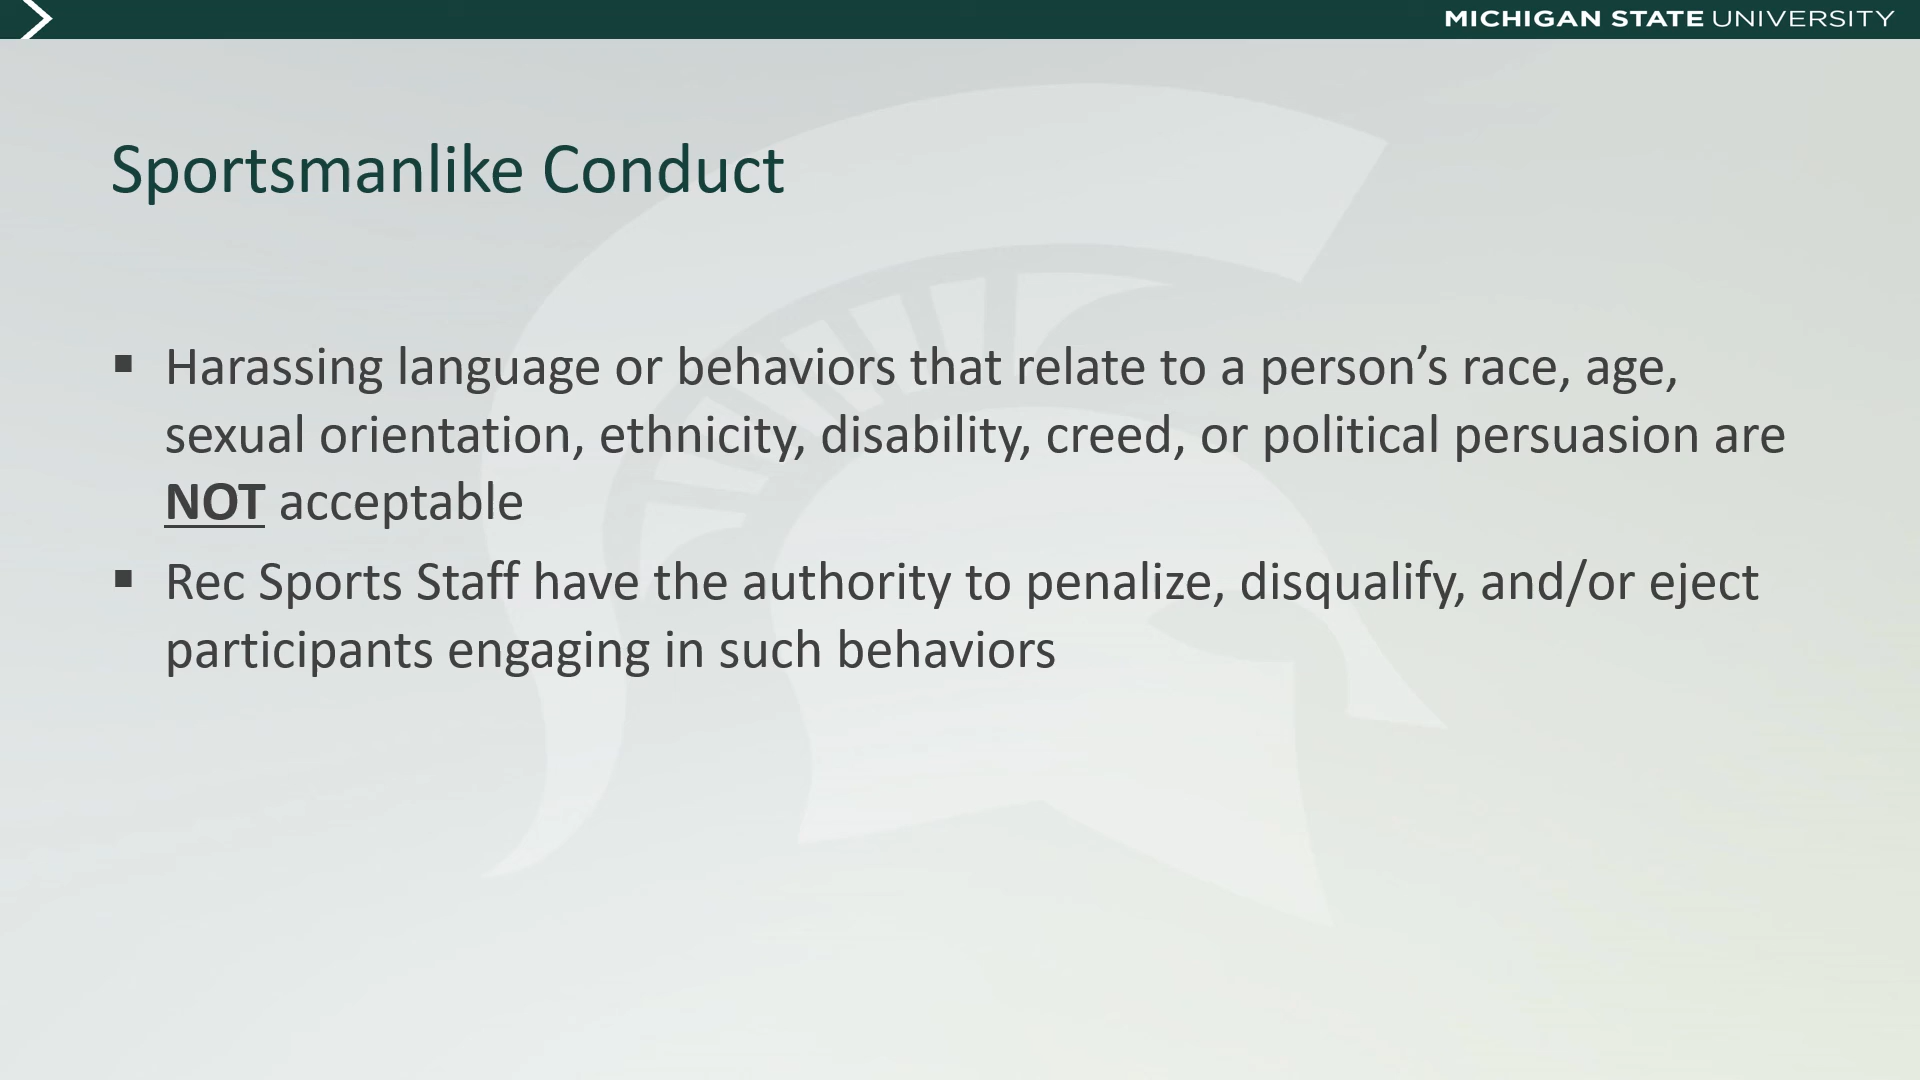 MICHIGAN STATE UNIVERSITY
Sportsmanlike Conduct
▪ Harassing language or behaviors that relate to a person’s race, age,
sexual orientation, ethnicity, disability, creed, or political persuasion are
NOT acceptable
▪ Rec Sports Staff have the authority to penalize, disqualify, and/or eject
participants engaging in such behaviors